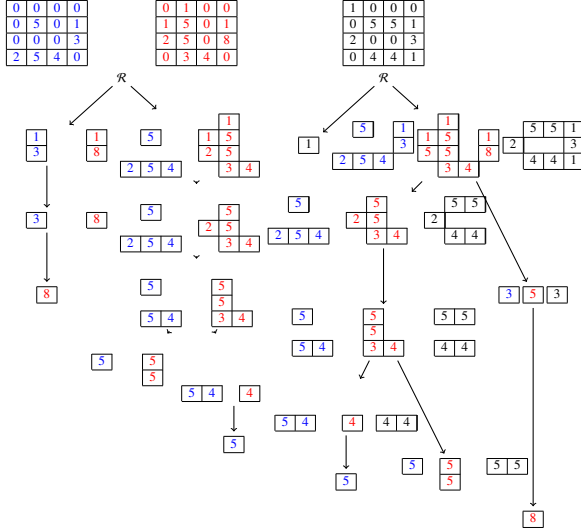 0 1 0 0 0 1 0 0 1 0 0 0
0 5 0 1 1 5 0 1 0 5 5 1
0 0 0 3 2 5 0 8 2 0 0 3
2 5 4 0 0 3 4 0 0 4 4 1
ℛ ℛ
1 1
1 1 5 1 5 5 1 1 5 1 5 5 1
3 8 2 5 1 3 5 5 8 2 3
2 5 4 3 4 2 5 4 3 4 4 4 1
5 5 5 5 5
3 8 5 2 5 2 5 2
2 5 4 3 4 2 5 4 3 4 4 4
5 5
8 5 3 5 3
5 4 3 4 5 5 5 5
5
5 4 3 4 4 4
5 5
5
5 4 4
5 4 4 4 4
5
5 5 5 5
5 5
8